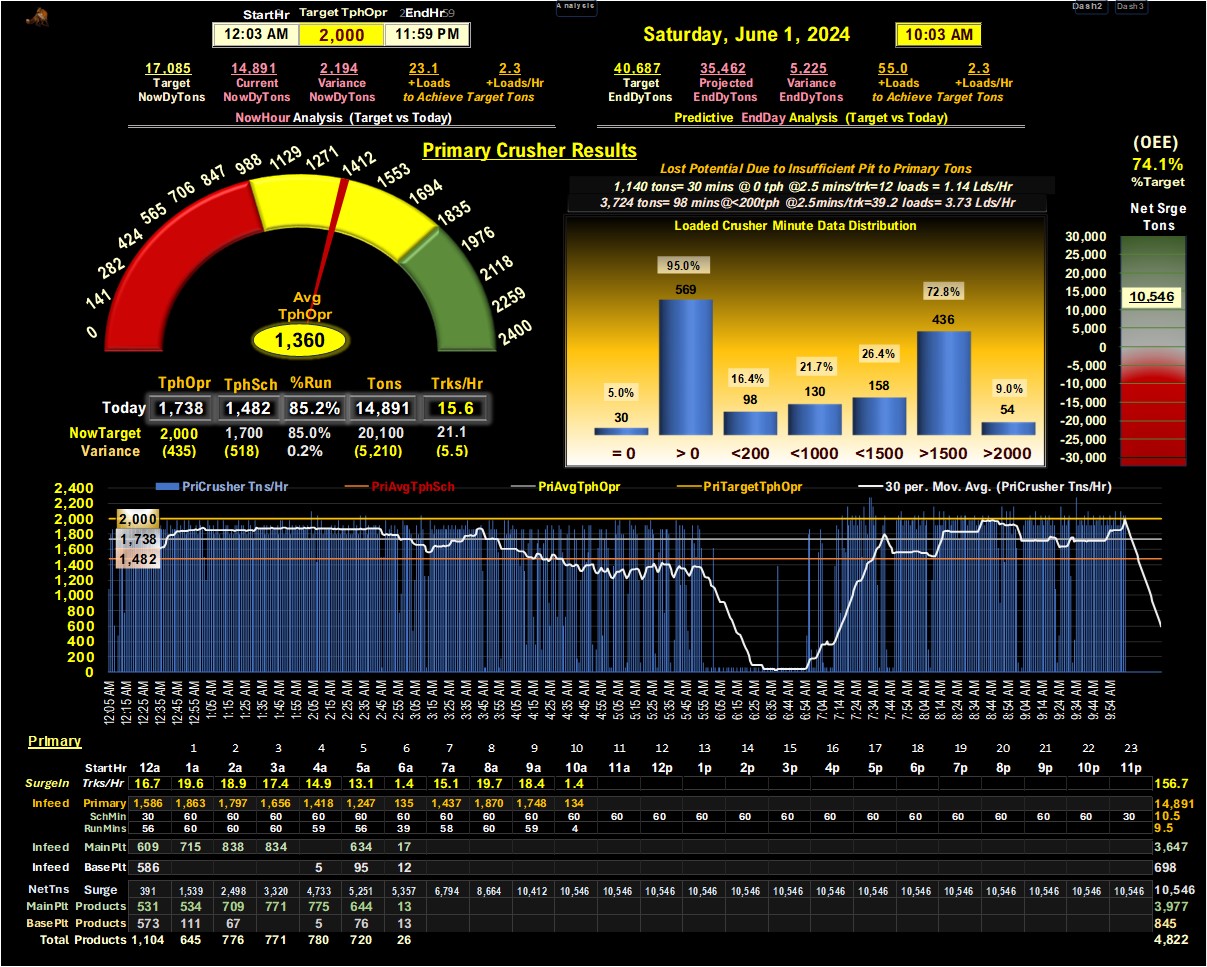 Analysis
Dash2 Dash3
StartHr Target TphOpr EndHr
12:03 AM 2,000 11:59 PM
Saturday, June 1, 2024 10:03 AM
17,085 14,891 2,194 23.1 2.3
Target Current Variance +Loads +Loads/Hr
NowDyTons NowDyTons NowDyTons to Achieve Target Tons
NowHour Analysis (Target vs Today)
40,687 35,462 5,225 55.0 2.3
Target Projected Variance +Loads +Loads/Hr
EndDyTons EndDyTons EndDyTons to Achieve Target Tons
Predictive EndDay Analysis (Target vs Today)
Primary Crusher Results
0 141 282 424 565 706 847 988 1129 1271 1412 1553 1694 1835 1976 2118 2259 2400
Avg
TphOpr
1,360
TphOpr TphSch %Run Tons Trks/Hr
Today 1,738 1,482 85.2% 14,891 15.6
NowTarget 2,000 1,700 85.0% 20,100 21.1
Variance (435) (518) 0.2% (5,210) (5.5)
Lost Potential Due to Insufficient Pit to Primary Tons
1,140 tons= 30 mins @ 0 tph @2.5 mins/trk=12 loads = 1.14 Lds/Hr
3,724 tons= 98 mins@<200tph @2.5mins/trk=39.2 loads= 3.73 Lds/Hr
Loaded Crusher Minute Data Distribution
5.0% 95.0% 16.4% 21.7% 26.4% 72.8% 9.0%
30 569 98 130 158 436 54
= 0 > 0 <200 <1000 <1500 >1500 >2000
(OEE)
74.1%
%Target
Net Srge
Tons
30,000
25,000
20,000
15,000
10,546
10,000
5,000
0
-5,000
-10,000
-15,000
-20,000
-25,000
-30,000
PriCrusher Tns/Hr PriAvgTphSch PriAvgTphOpr PriTargetTphOpr 30 per. Mov. Avg. (PriCrusher Tns/Hr)
2,400
2,200
2,000 2,000
1,800 1,738
1,600 1,482
1,400
1,200
1,000
800
600
400
200
0
12:05 AM 12:15 AM 12:25 AM 12:35 AM 12:45 AM 12:55 AM 1:05 AM 1:15 AM 1:25 AM 1:35 AM 1:45 AM 1:55 AM 2:05 AM 2:15 AM 2:25 AM 2:35 AM 2:45 AM 2:55 AM 3:05 AM 3:15 AM 3:25 AM 3:35 AM 3:45 AM 3:55 AM 4:05 AM 4:15 AM 4:25 AM 4:35 AM 4:45 AM 4:55 AM 5:05 AM 5:15 AM 5:25 AM 5:35 AM 5:45 AM 5:55 AM 6:05 AM 6:15 AM 6:25 AM 6:35 AM 6:44 AM 6:54 AM 7:04 AM 7:14 AM 7:24 AM 7:34 AM 7:44 AM 7:54 AM 8:04 AM 8:14 AM 8:24 AM 8:34 AM 8:44 AM 8:54 AM 9:04 AM 9:14 AM 9:24 AM 9:34 AM 9:44 AM 9:54 AM
Primary
1 2 3 4 5 6 7 8 9 10 11 12 13 14 15 16 17 18 19 20 21 22 23
StartHr 12a 1a 2a 3a 4a 5a 6a 7a 8a 9a 10a 11a 12p 1p 2p 3p 4p 5p 6p 7p 8p 9p 10p 11p
SurgeIn Trks/Hr 16.7 19.6 18.9 17.4 14.9 13.1 1.4 15.1 19.7 18.4 1.4 156.7
Infeed Primary 1,586 1,863 1,797 1,656 1,418 1,247 135 1,437 1,870 1,748 134 14,891
SchMin 30 60 60 60 60 60 60 60 60 60 60 60 60 60 60 60 60 60 60 60 60 60 60 30 10.5
RunMins 56 60 60 60 59 56 39 58 60 59 4 9.5
Infeed MainPlt 609 715 838 834 634 17 3,647
Infeed BasePlt 586 5 95 12 698
NetTns Surge 391 1,539 2,498 3,320 4,733 5,251 5,357 6,794 8,664 10,412 10,546 10,546 10,546 10,546 10,546 10,546 10,546 10,546 10,546 10,546 10,546 10,546 10,546 10,546 10,546
MainPlt Products 531 534 709 771 775 644 13 3,977
BasePlt Products 573 111 67 5 76 13 845
Total Products 1,104 645 776 771 780 720 26 4,822